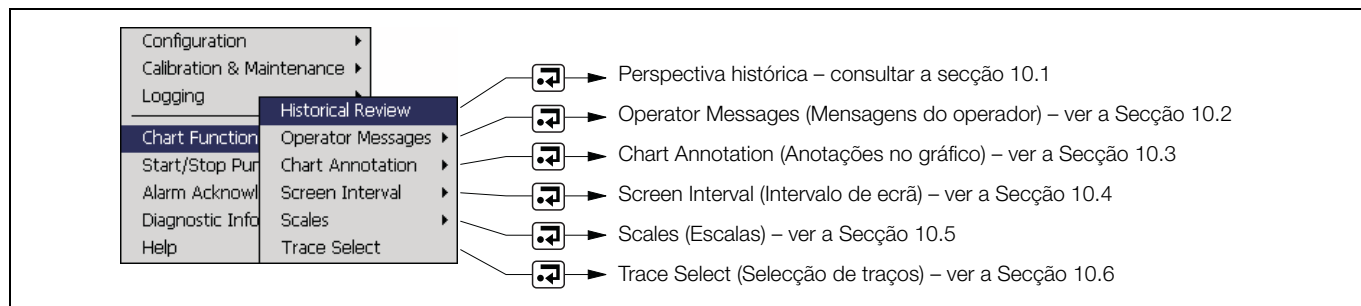 Configuration
Calibration & Maintenance
Logging
Chart Function
Start/Stop Pur
Alarm Acknowl
Diagnostic Info
Help
Historical Review
Operator Messages
Chart Annotation
Screen Interval
Scales
Trace Select
Perspectiva histórica – consultar a secção 10.1
Operator Messages (Mensagens do operador) – ver a Secção 10.2
Chart Annotation (Anotações no gráfico) – ver a Secção 10.3
Screen Interval (Intervalo de ecrã) – ver a Secção 10.4
Scales (Escalas) – ver a Secção 10.5
Trace Select (Selecção de traços) – ver a Secção 10.6